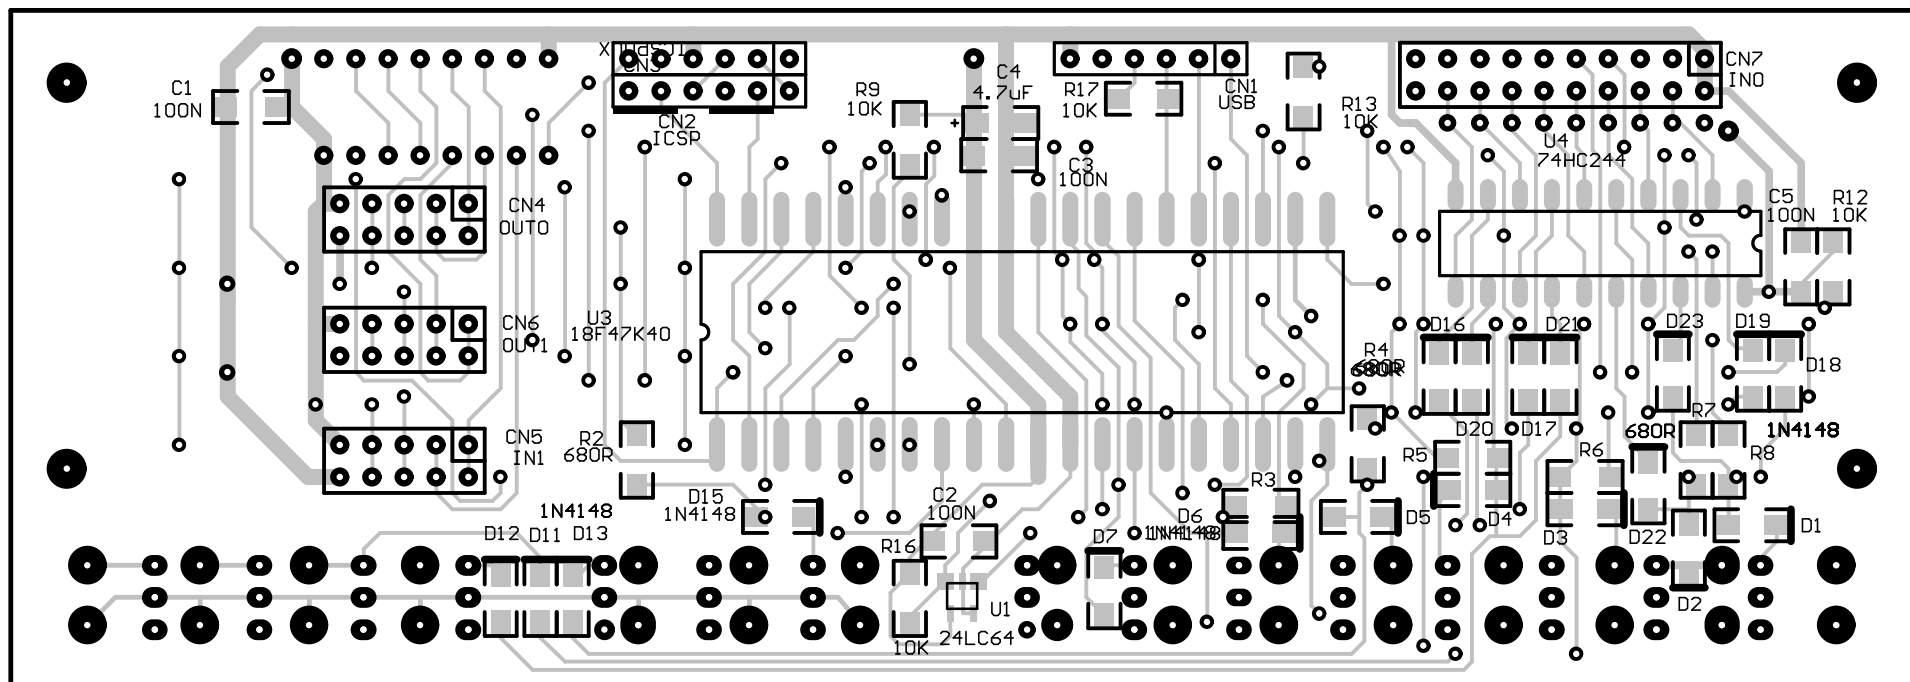 C1
100N
CN3
CN2
ICSP
R9
10K
C4
4.7uF
+
R17
10K
CN1
USB
R13
10K
CN7
IN0
U4
74HC244
C3
100N
CN4
OUT0
C5
100N
R12
10K
CN6
OUT1
U3
18F47K40
R4
680R
D16
D21
D23
D19
D18
R2
680R
CN5
IN1
R5
D20
D17
R6
680R
R7
1N4148
R8
D15
1N4148
1N4148
C2
100N
R3
D6
1N4148
D5
D4
D3
D22
D1
D12
D11
D13
R16
D7
D2
U1
24LC64
10K